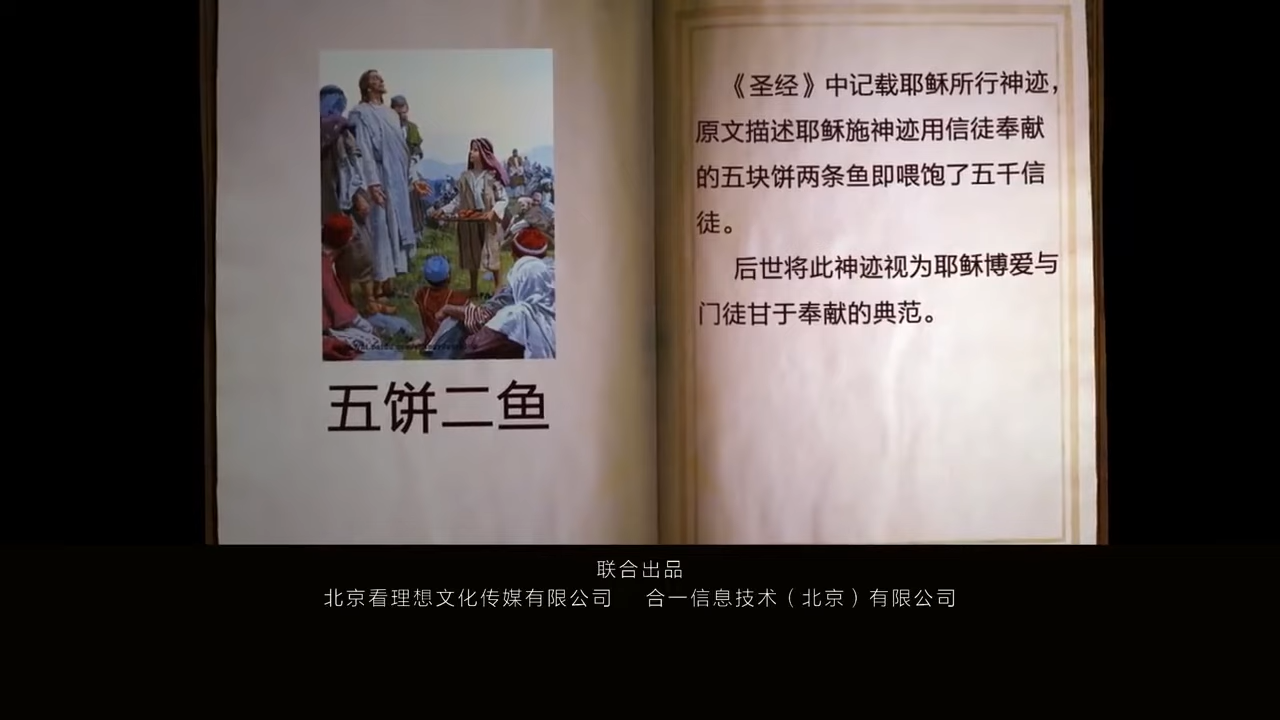 五饼二鱼
《圣经》中记载耶稣所行神迹，
原文描述耶稣施神迹用信徒奉献
的五块饼两条鱼即喂饱了五千信
徒。
后世将此神迹视为耶稣博爱与
门徒甘于奉献的典范。
联合出品
北京看理想文化传媒有限公司 合一信息技术（北京）有限公司